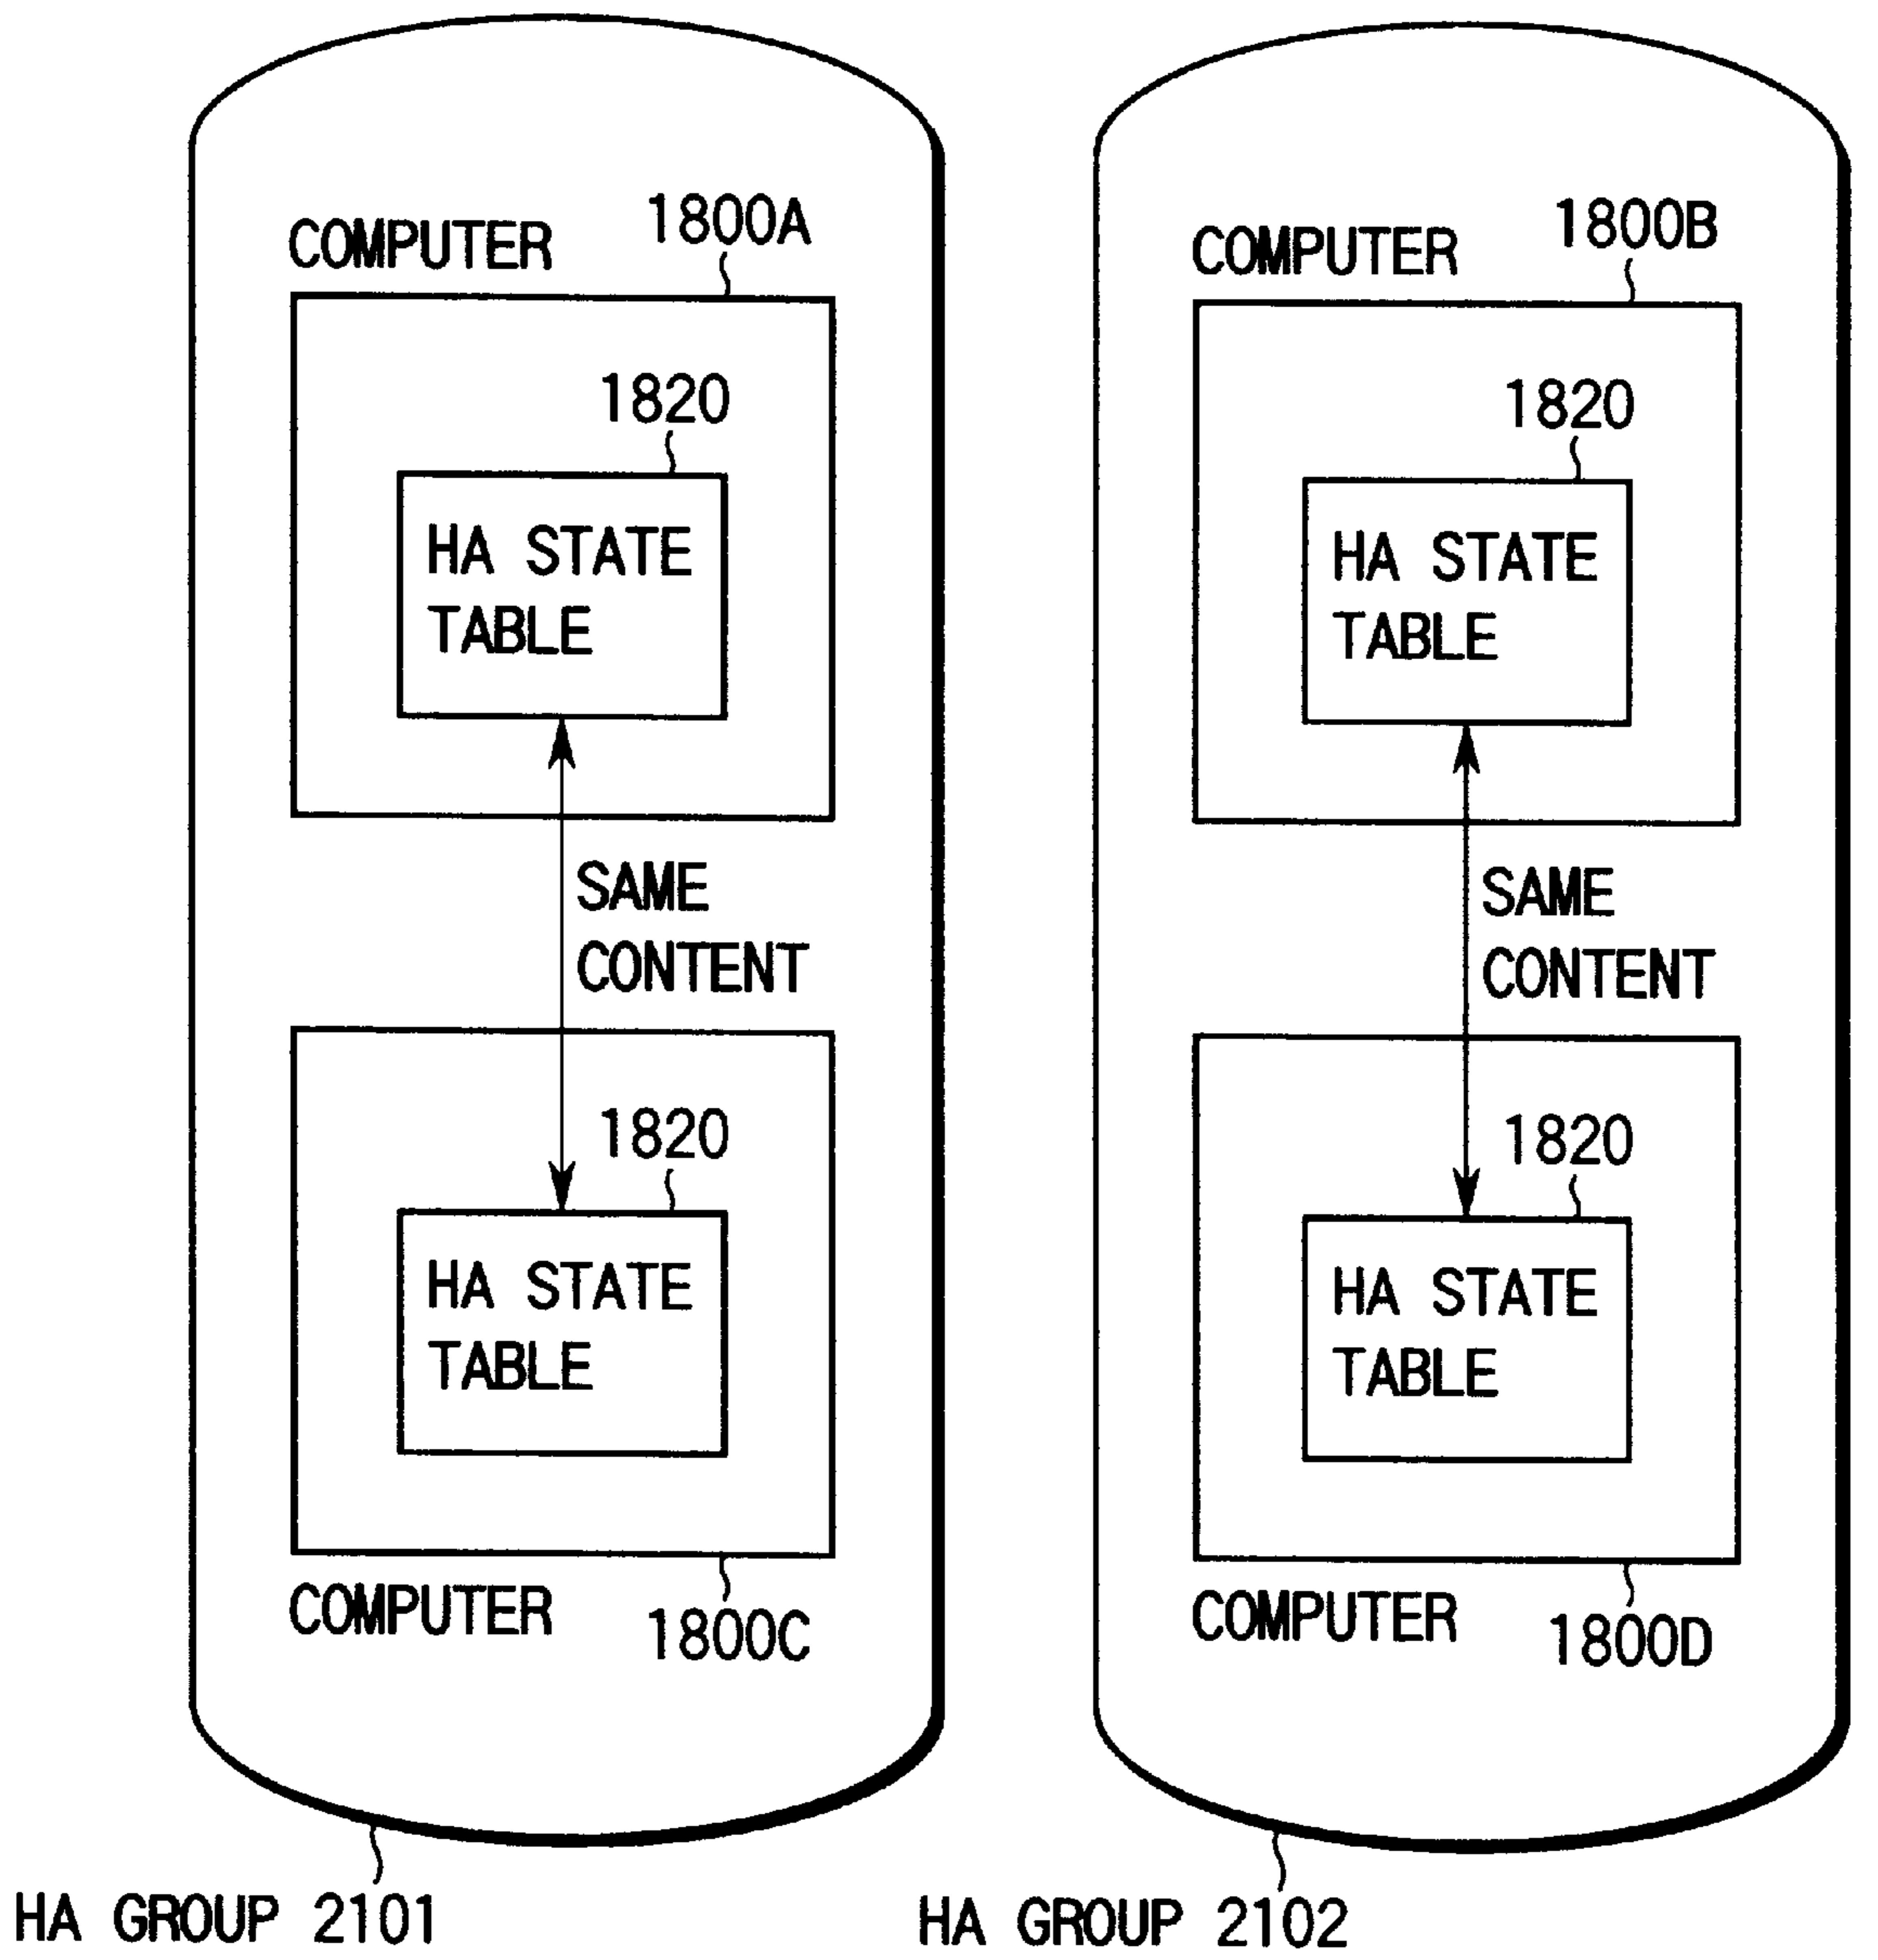 COMPUTER
1800A
1820
HA STATE
TABLE
SAME
CONTENT
1820
HA STATE
TABLE
COMPUTER
1800C
HA GROUP 2101
COMPUTER
1800B
1820
HA STATE
TABLE
SAME
CONTENT
1820
HA STATE
TABLE
COMPUTER
1800D
HA GROUP 2102